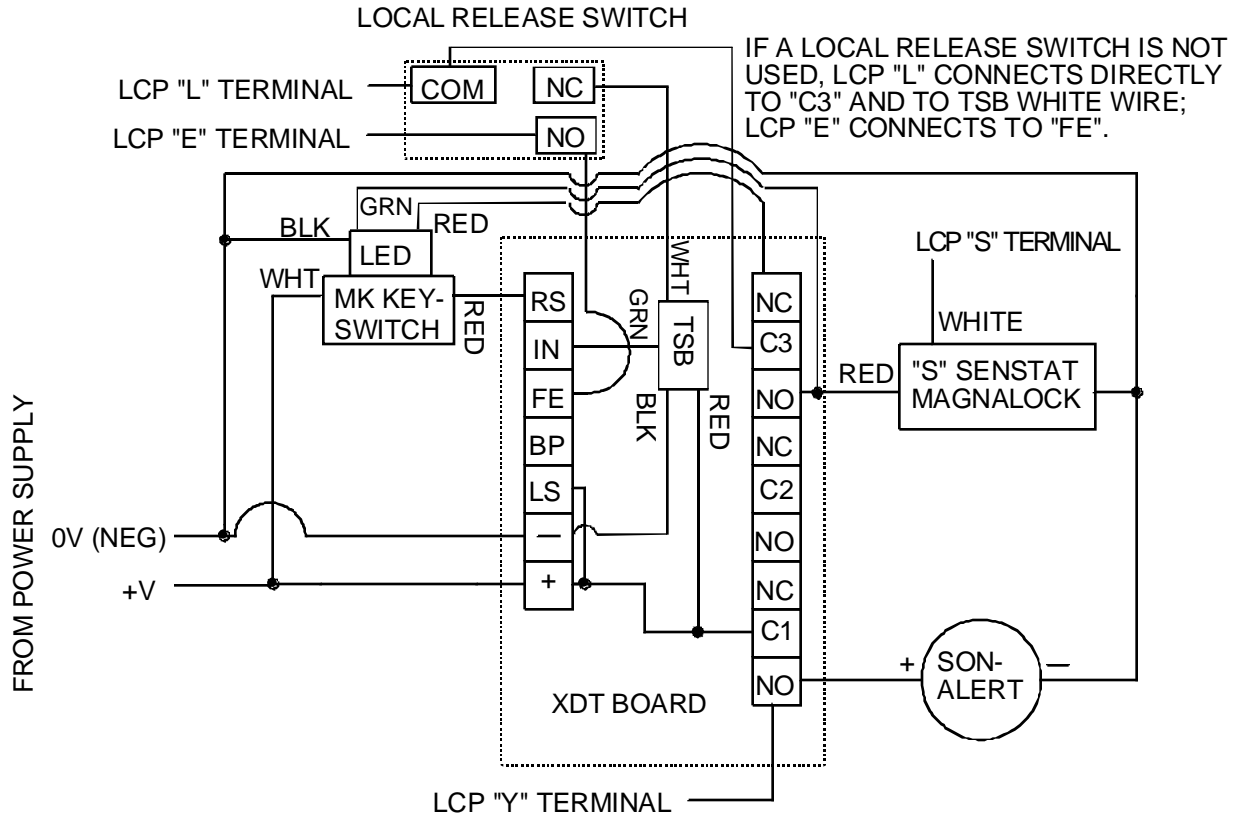 LOCAL RELEASE SWITCH
IF A LOCAL RELEASE SWITCH IS NOT
USED, LCP "L" CONNECTS DIRECTLY
TO "C3" AND TO TSB WHITE WIRE;
LCP "E" CONNECTS TO "FE".
LCP "L" TERMINAL
COM
NC
LCP "E" TERMINAL
NO
GRN
RED
BLK
LED
WHT
MK KEY-
SWITCH
RED
RS
IN
FE
BP
LS
—
+
WHT
GRN
TSB
BLK
RED
NC
C3
NO
NC
C2
NO
NC
C1
NO
LCP "S" TERMINAL
WHITE
RED
"S" SENSTAT
MAGNALOCK
FROM POWER SUPPLY
0V (NEG)
+V
+
SON-
ALERT
—
XDT BOARD
LCP "Y" TERMINAL